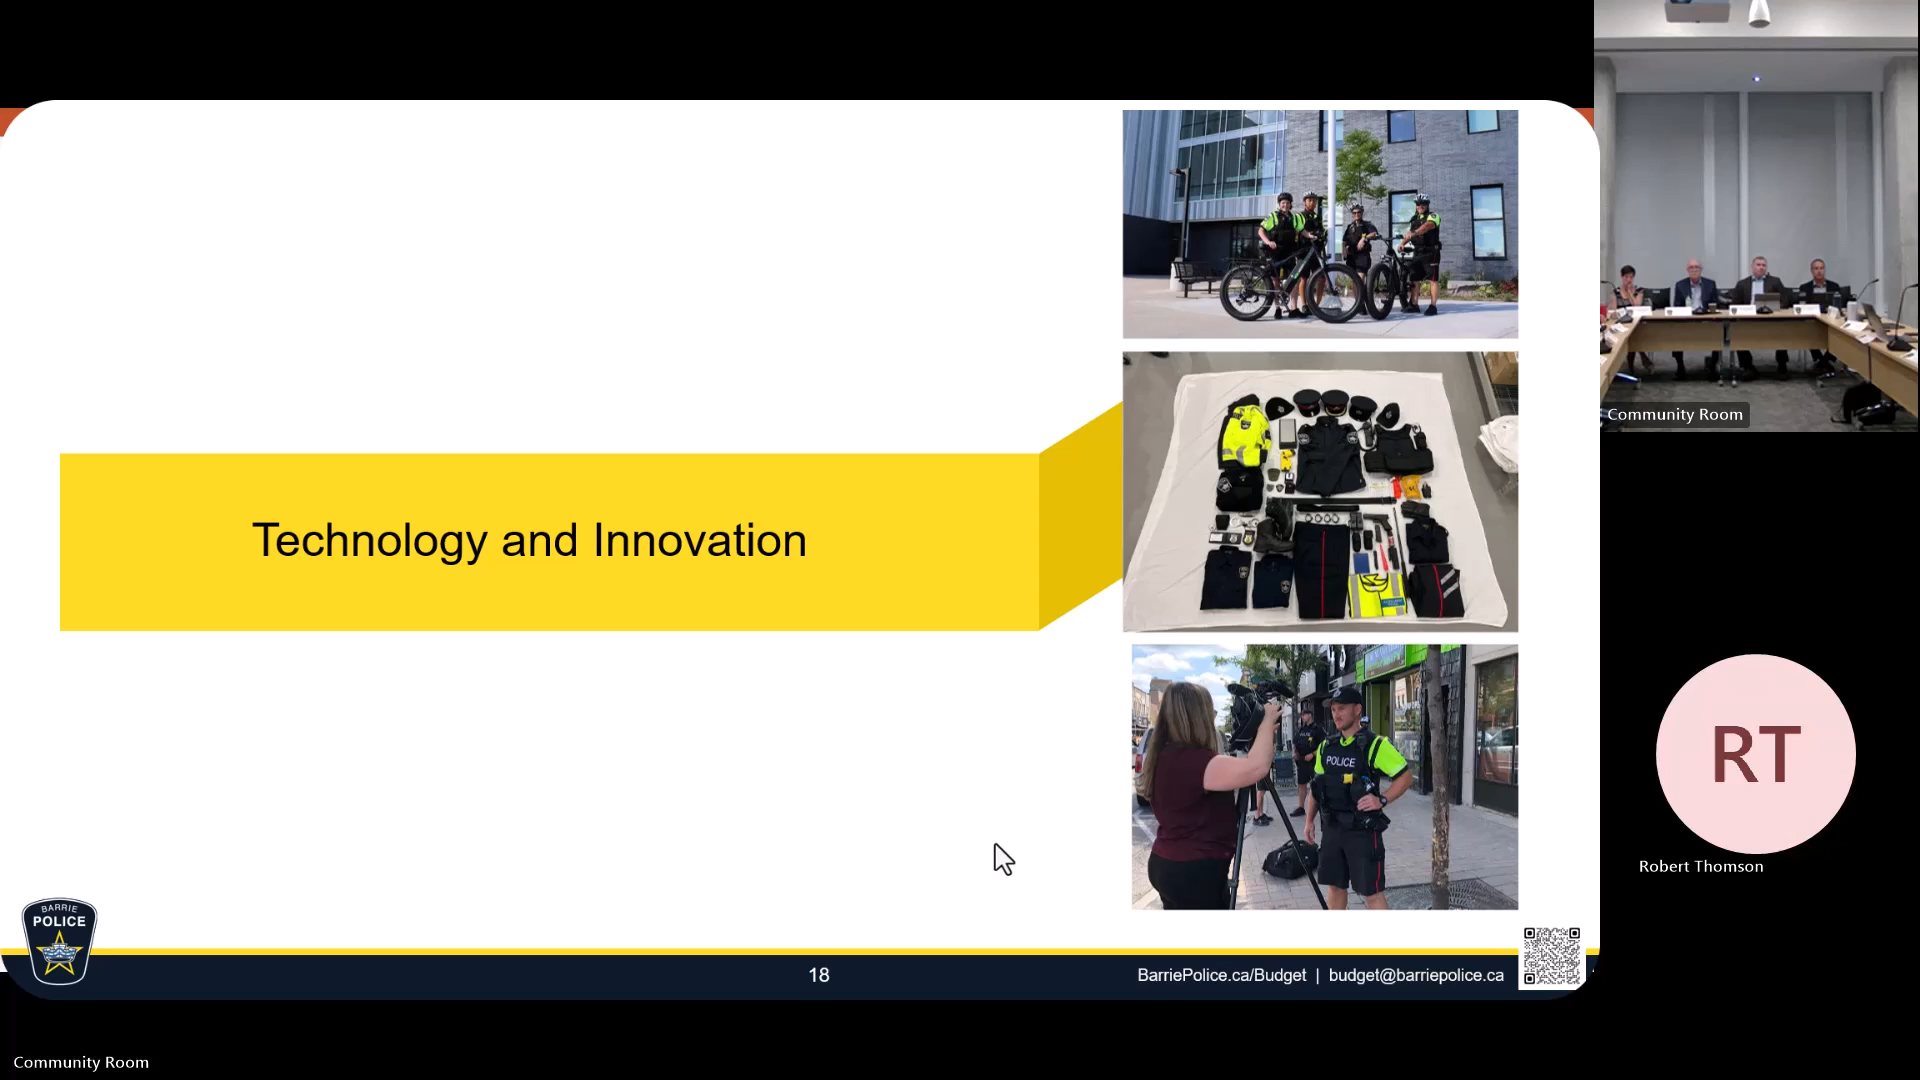 Technology and Innovation
POLICE
BARRIE
POLICE
18
BarriePolice.ca/Budget | budget@barriepolice.ca
Community Room
RT
Robert Thomson
Community Room